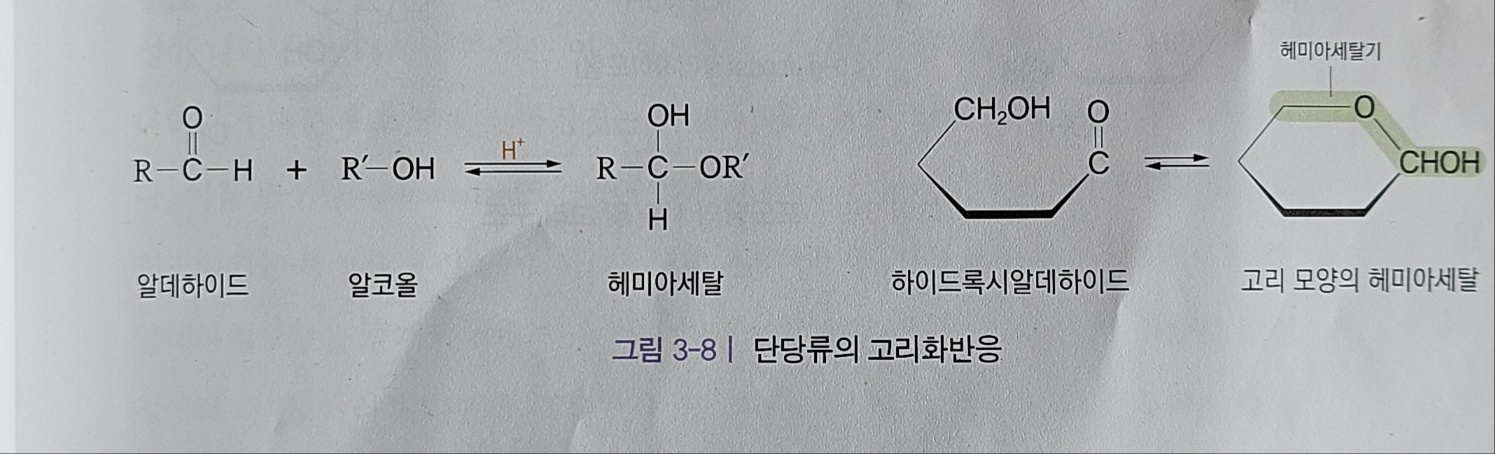 헤미아세탈기
O
R—C—H + R′—OH H⁺
OH
R—C—OR′
H
CH₂OH O
C
O
CHOH
알데하이드 알코올 헤미아세탈 하이드록시알데하이드 고리 모양의 헤미아세탈
그림 3-8 | 단당류의 고리화반응